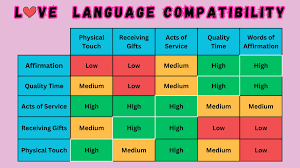 L❤VE LANGUAGE COMPATIBILITY
Physical Touch Receiving Gifts Acts of Service Quality Time Words of Affirmation
Affirmation Low Low Medium High High
Quality Time Medium Low Medium High High
Acts of Service High High High Medium Medium
Receiving Gifts Medium High High Low Low
Physical Touch High Medium High Medium Low